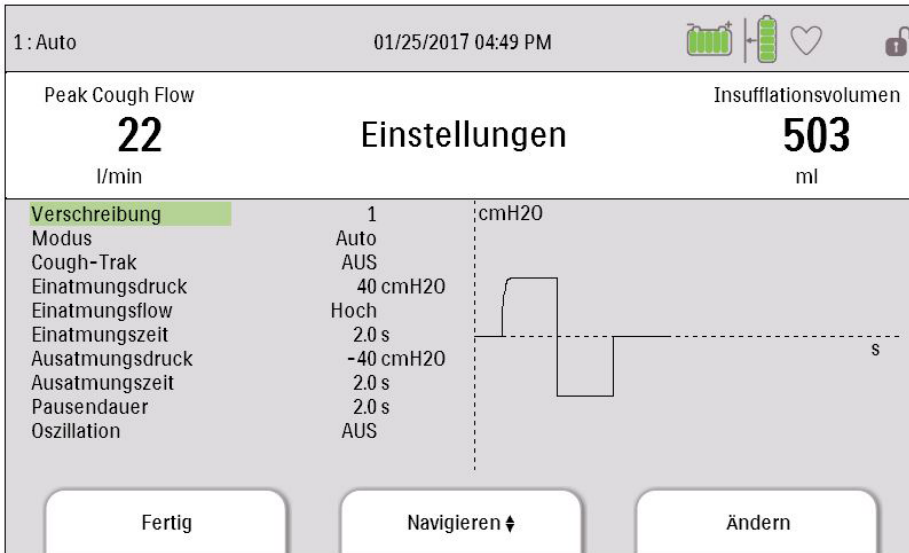 1 : Auto 01/25/2017 04:49 PM
Peak Cough Flow
22
l/min
Einstellungen
Insufflationsvolumen
503
ml
Verschreibung 1
Modus Auto
Cough-Trak AUS
Einatmungsdruck 40 cmH2O
Einatmungsflow Hoch
Einatmungszeit 2.0 s
Ausatmungsdruck -40 cmH2O
Ausatmungszeit 2.0 s
Pausendauer 2.0 s
Oszillation AUS
cmH2O
s
Fertig
Navigieren
Ändern